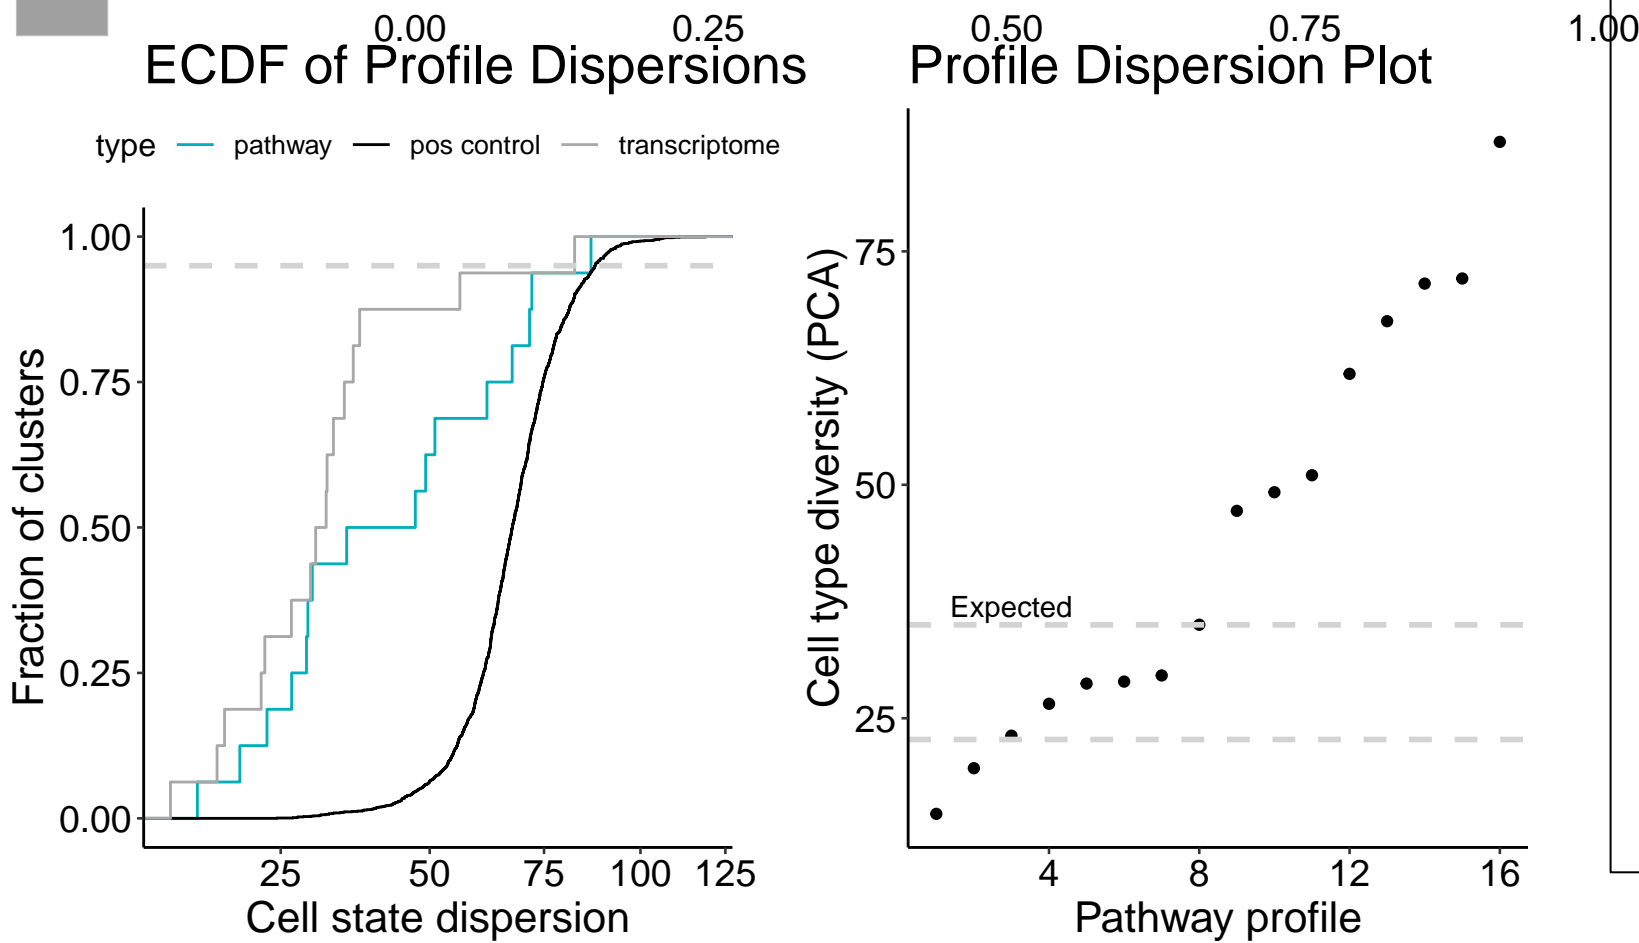 0.00 0.25 0.50 0.75 1.00
ECDF of Profile Dispersions
type pathway pos control transcriptome
1.00
0.75
0.50
0.25
0.00
Fraction of clusters
25 50 75 100 125
Cell state dispersion
Profile Dispersion Plot
75
50
25
Cell type diversity (PCA)
Expected
4 8 12 16
Pathway profile